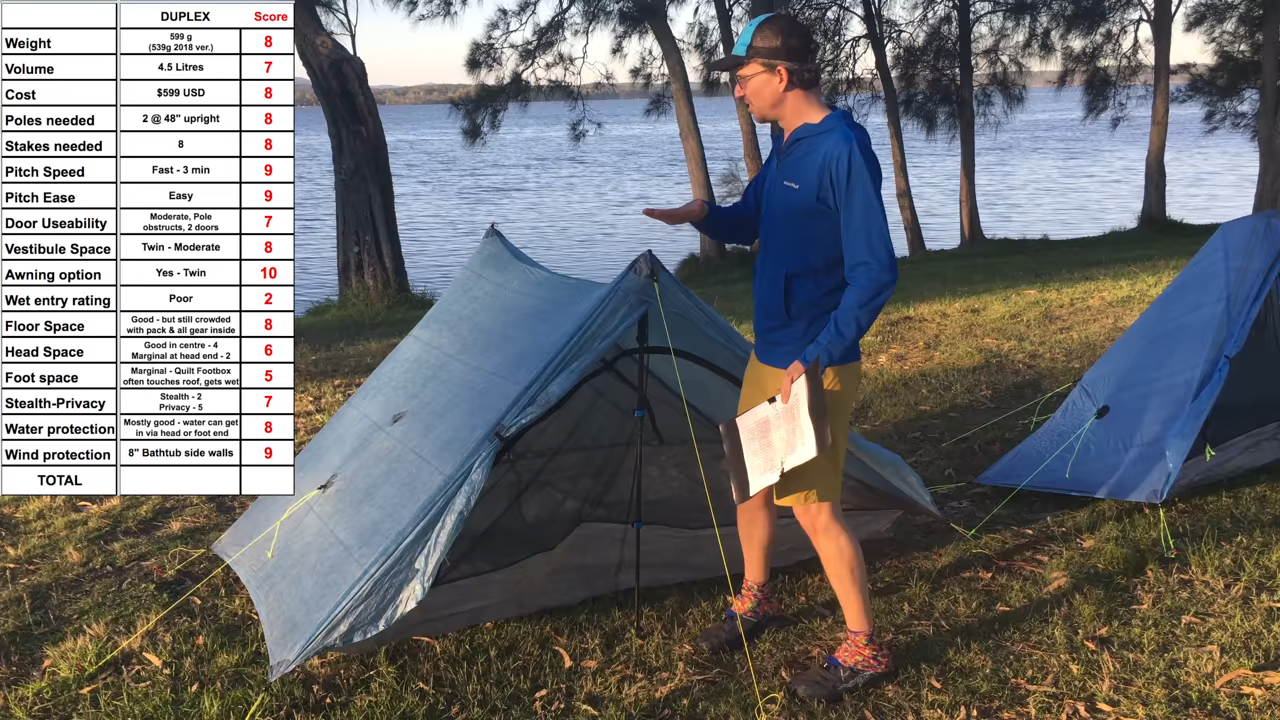 DUPLEX Score
Weight 599 g 8
(539g 2018 ver.)
Volume 4.5 Litres 7
Cost $599 USD 8
Poles needed 2 @ 48" upright 8
Stakes needed 8 8
Pitch Speed Fast - 3 min 9
Pitch Ease Easy 9
Door Useability Moderate, Pole 7
obstructs, 2 doors
Vestibule Space Twin - Moderate 8
Awning option Yes - Twin 10
Wet entry rating Poor 2
Floor Space Good - but still crowded 8
with pack & all gear inside
Head Space Good in centre - 4 6
Marginal at head end - 2
Foot space Marginal - Quilt Footbox 5
often touches roof, gets wet
Stealth-Privacy Stealth - 2 7
Privacy - 5
Water protection Mostly good - water can get 8
in via head or foot end
Wind protection 8" Bathtub side walls 9
TOTAL